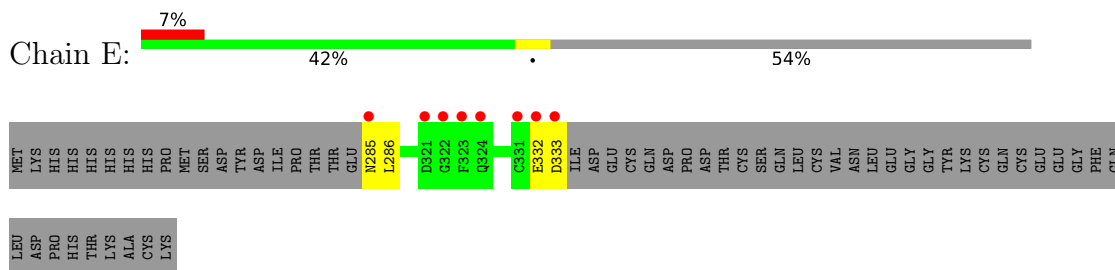 7%
Chain E:
42% • 54%
MET LYS HIS HIS HIS HIS HIS HIS PRO MET SER ASP TYR ASP ILE PRO THR THR GLU N285 L286 D321 G322 F323 Q324 C331 E332 D333 ILE ASP GLU CYS GLN ASP PRO ASP THR CYS SER GLN LEU CYS VAL ASN LEU GLU GLY GLY TYR LYS CYS GLN CYS GLU GLU GLY PHE GLN
LEU ASP PRO HIS THR LYS ALA CYS LYS